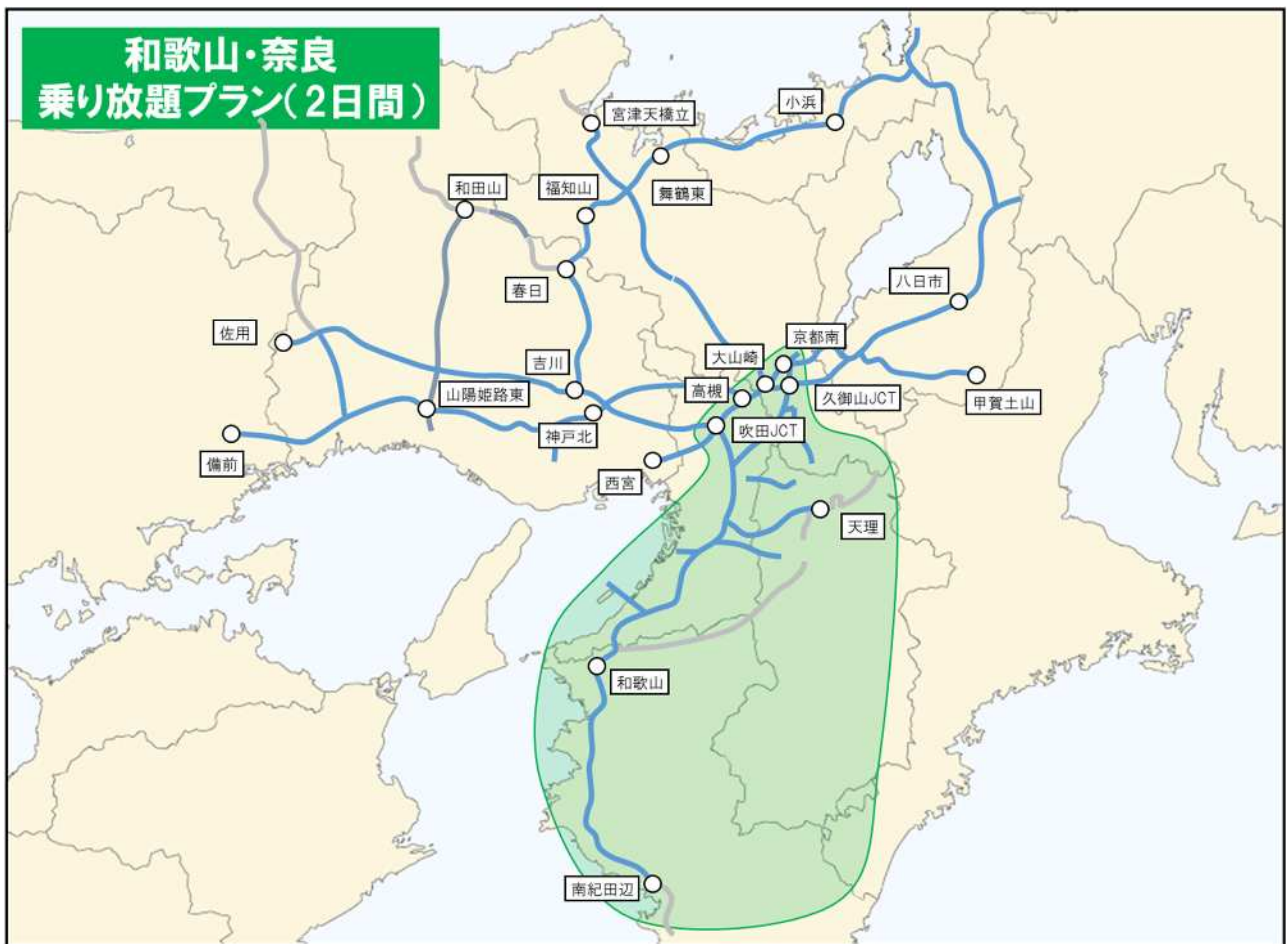 和歌山・奈良
乗り放題プラン(2日間)
小浜
宮津天橋立
舞鶴東
福知山
和田山
春日
八日市
佐用
京都南
大山崎
吉川
高槻
久御山JCT
甲賀土山
山陽姫路東
神戸北
吹田JCT
備前
西宮
天理
和歌山
南紀田辺